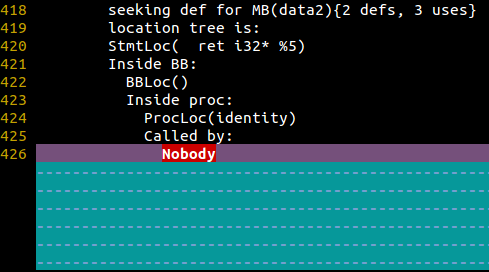 418 seeking def for MB(data2){2 defs, 3 uses}
419 location tree is:
420 StmtLoc(  ret i32* %5)
421 Inside BB:
422 BBLoc()
423 Inside proc:
424 ProcLoc(identity)
425 Called by:
426 Nobody